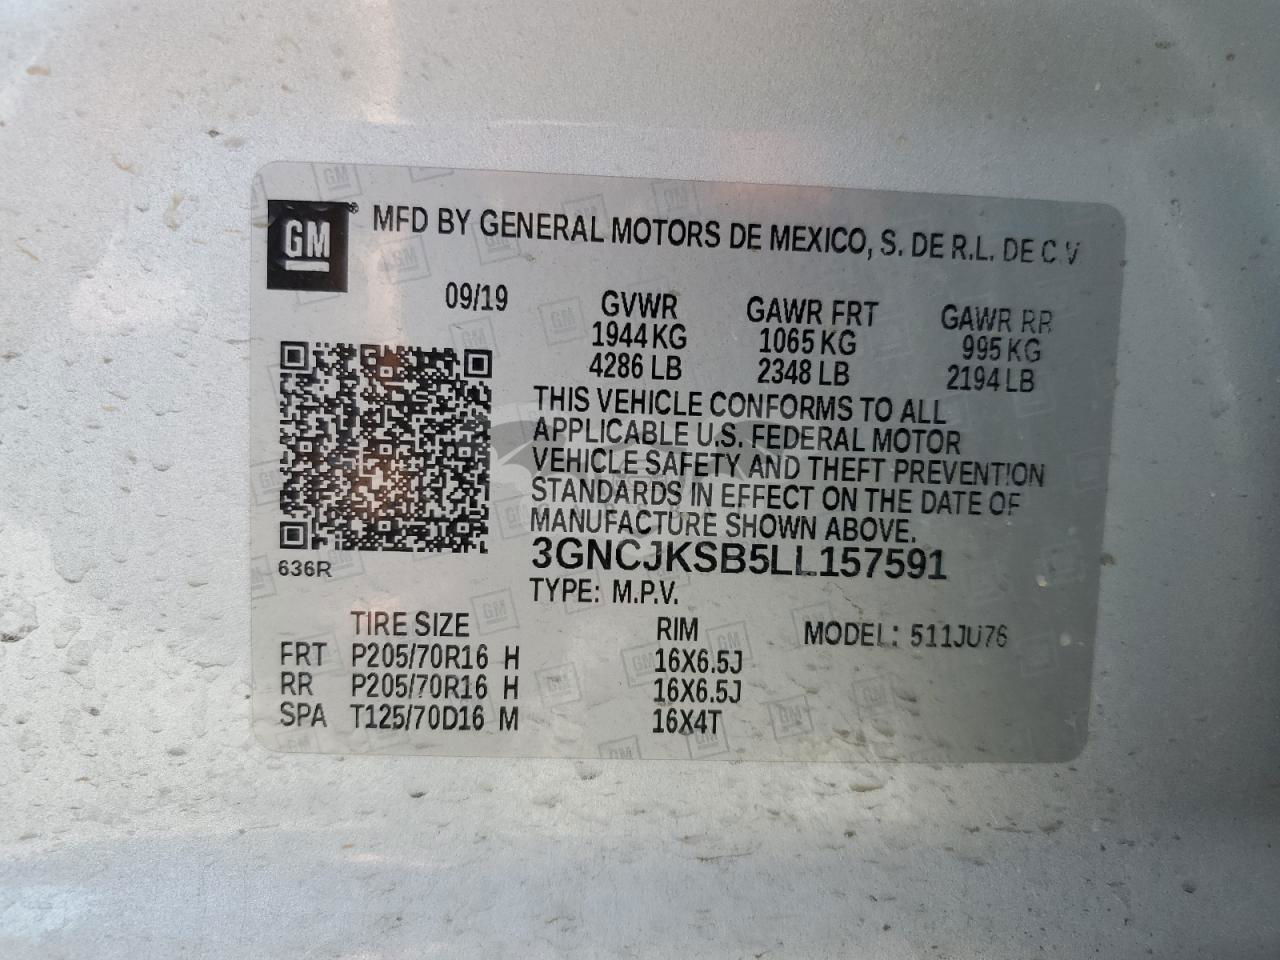 GM
MFD BY GENERAL MOTORS DE MEXICO, S. DE R.L. DE C V
09/19
GVWR GAWR FRT GAWR RR
1944 KG 1065 KG 995 KG
4286 LB 2348 LB 2194 LB
THIS VEHICLE CONFORMS TO ALL
APPLICABLE U.S. FEDERAL MOTOR
VEHICLE SAFETY AND THEFT PREVENTION
STANDARDS IN EFFECT ON THE DATE OF
MANUFACTURE SHOWN ABOVE.
3GNCJKSB5LL157591
636R
TYPE: M.P.V.
TIRE SIZE RIM MODEL: 511JU76
FRT P205/70R16 H 16X6.5J
RR P205/70R16 H 16X6.5J
SPA T125/70D16 M 16X4T